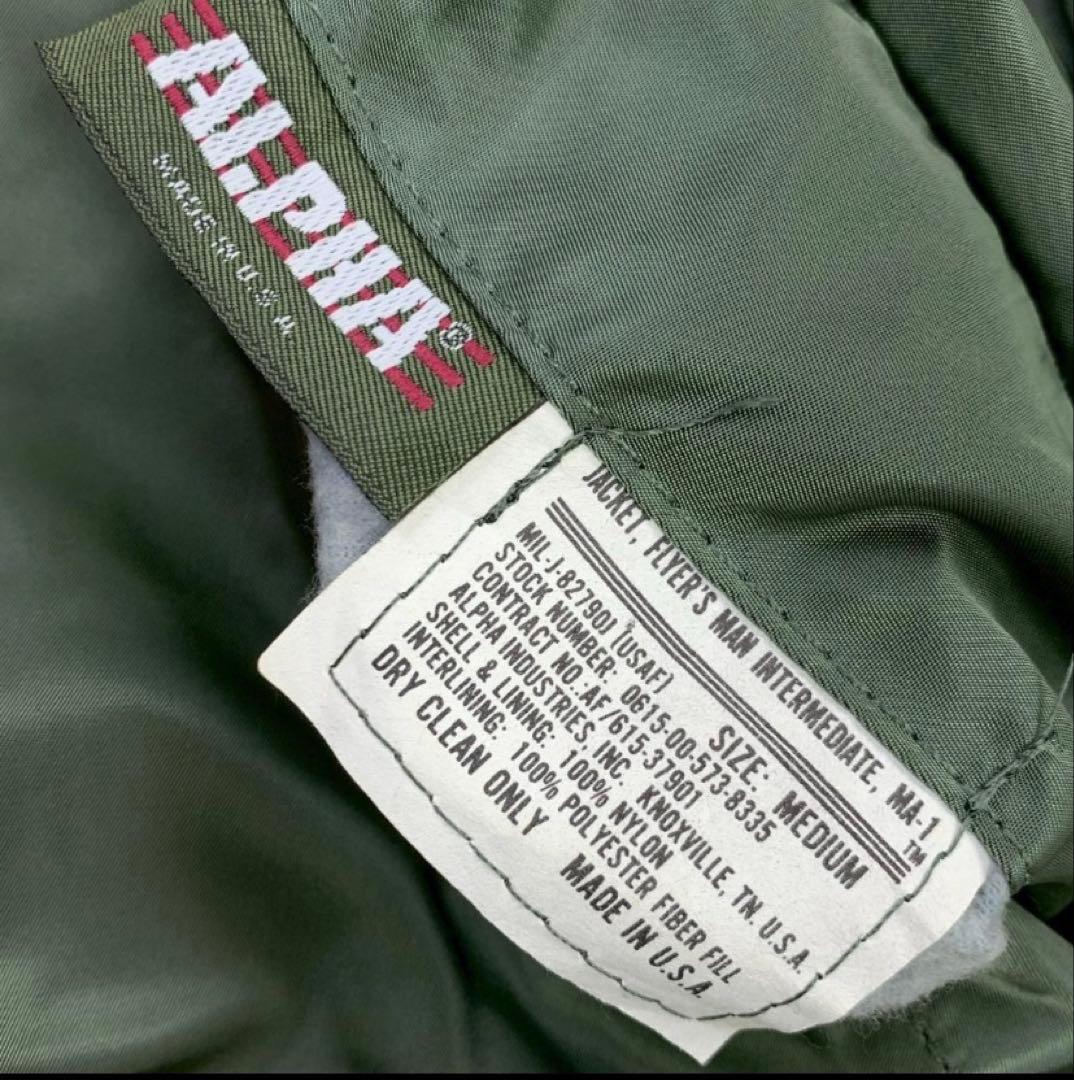 ALPHA®
MADE IN U.S.A.
JACKET, FLYER'S MAN INTERMEDIATE, MA-1™
SIZE: MEDIUM
MIL-J-8279OJ (USAF)
STOCK NUMBER: 0615-00-573-8335
CONTRACT NO.:AF/615-37901
ALPHA INDUSTRIES, INC. KNOXVILLE, TN. U.S.A.
SHELL & LINING: 100% NYLON
INTERLINING: 100% POLYESTER FIBER FILL
DRY CLEAN ONLY
MADE IN U.S.A.